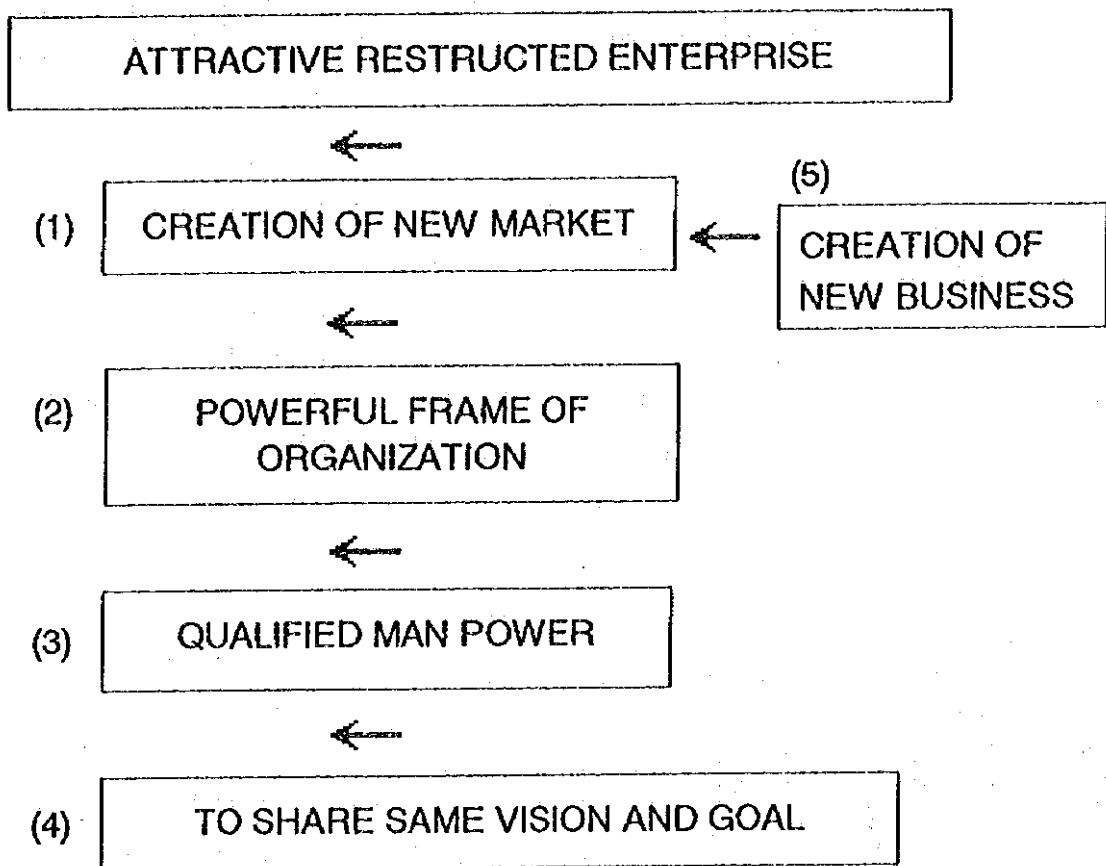 ATTRACTIVE RESTRUCTED ENTERPRISE
(1) CREATION OF NEW MARKET
(5)
CREATION OF
NEW BUSINESS
(2) POWERFUL FRAME OF
ORGANIZATION
(3) QUALIFIED MAN POWER
(4) TO SHARE SAME VISION AND GOAL